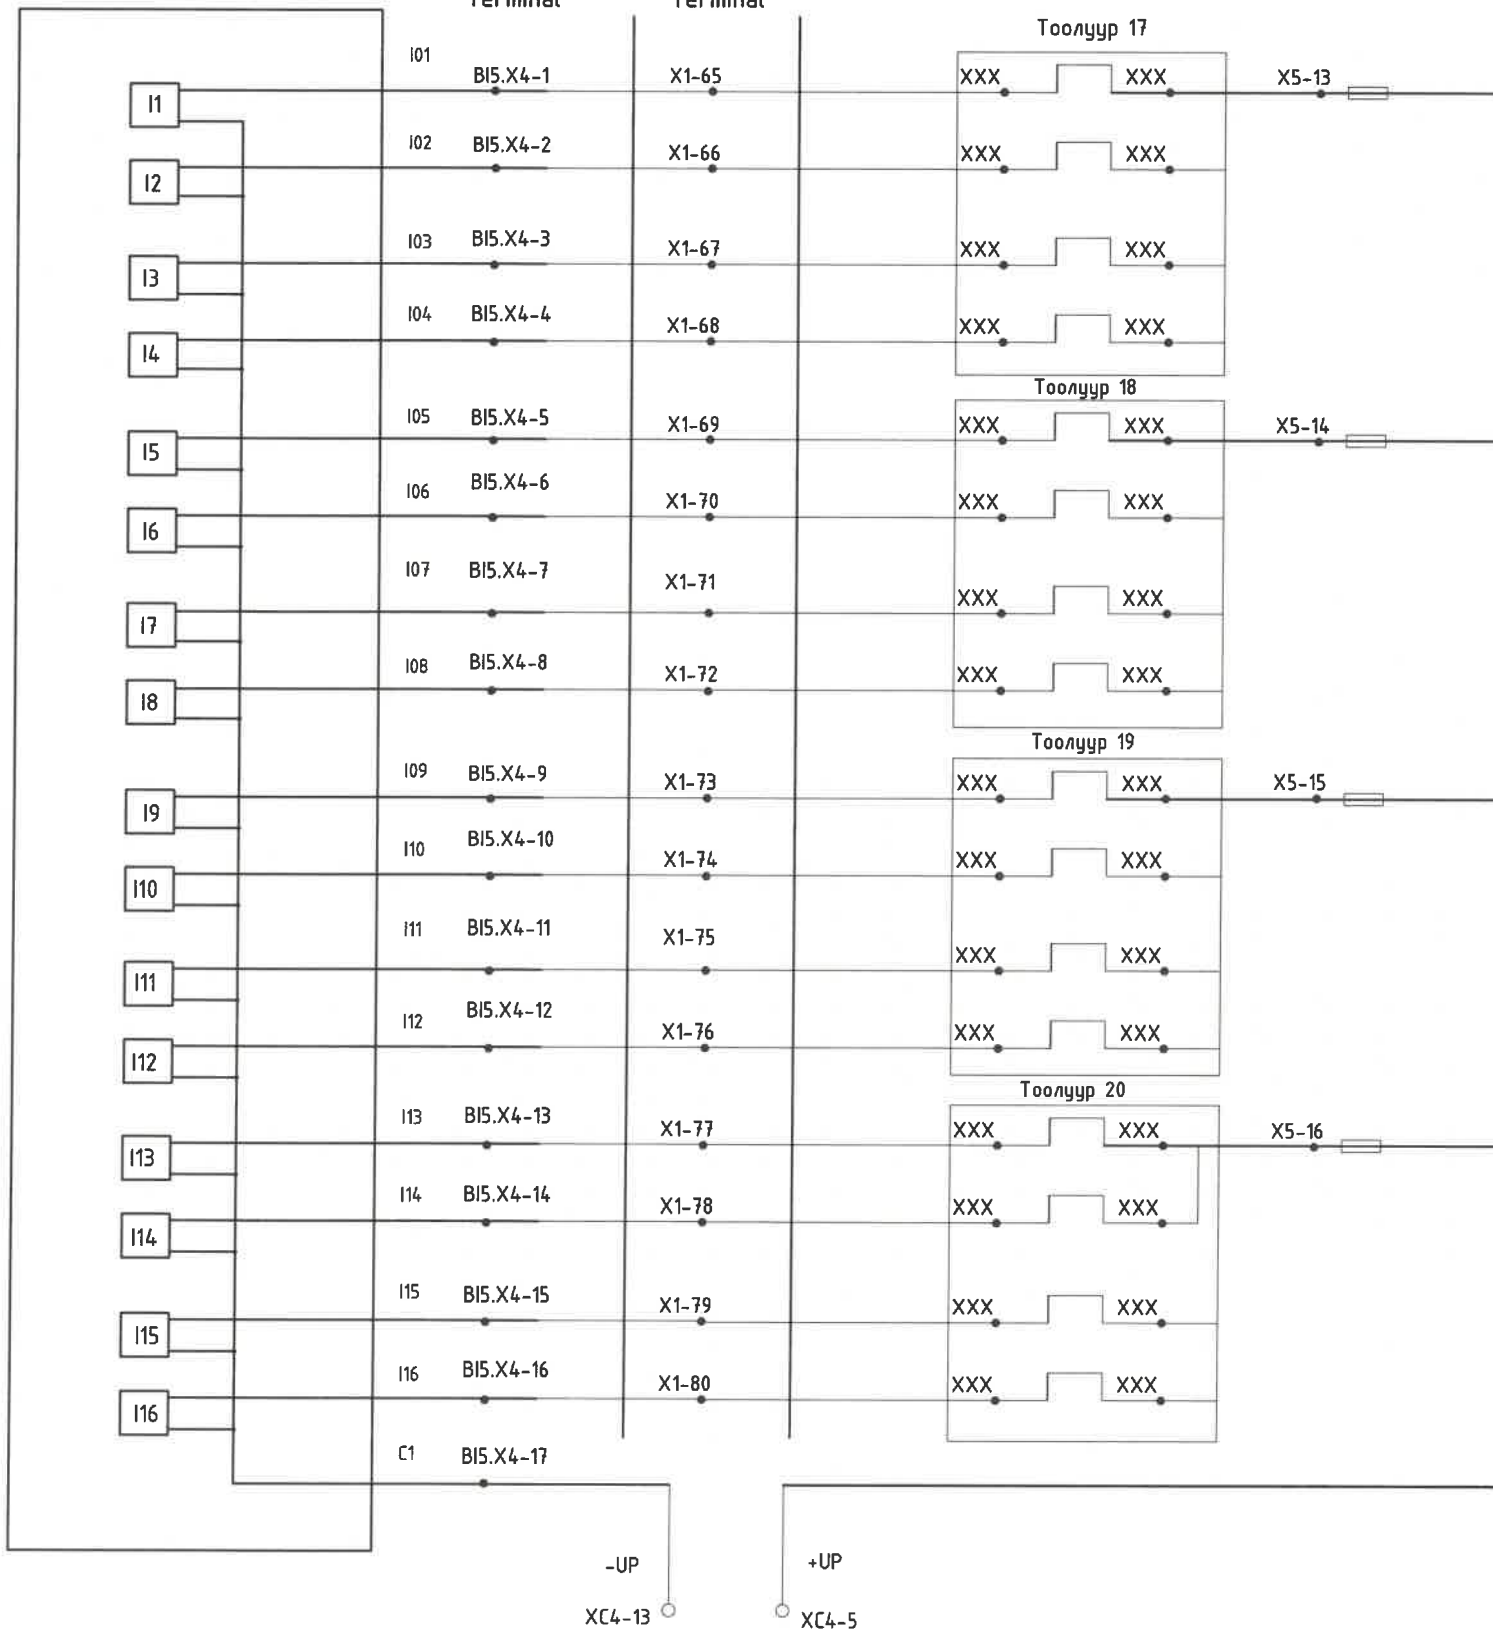 Terminal Terminal
Тоолуур 17
I01 BI5.X4-1 X1-65 XXX XXX X5-13
I1
I02 BI5.X4-2 X1-66 XXX XXX
I2
I03 BI5.X4-3 X1-67 XXX XXX
I3
I04 BI5.X4-4 X1-68 XXX XXX
I4
Тоолуур 18
I05 BI5.X4-5 X1-69 XXX XXX X5-14
I5
I06 BI5.X4-6 X1-70 XXX XXX
I6
I07 BI5.X4-7 X1-71 XXX XXX
I7
I08 BI5.X4-8 X1-72 XXX XXX
I8
Тоолуур 19
I09 BI5.X4-9 X1-73 XXX XXX X5-15
I9
I10 BI5.X4-10 X1-74 XXX XXX
I10
I11 BI5.X4-11 X1-75 XXX XXX
I11
I12 BI5.X4-12 X1-76 XXX XXX
I12
Тоолуур 20
I13 BI5.X4-13 X1-77 XXX XXX X5-16
I13
I14 BI5.X4-14 X1-78 XXX XXX
I14
I15 BI5.X4-15 X1-79 XXX XXX
I15
I16 BI5.X4-16 X1-80 XXX XXX
I16
C1 BI5.X4-17
-UP +UP
XC4-13 XC4-5